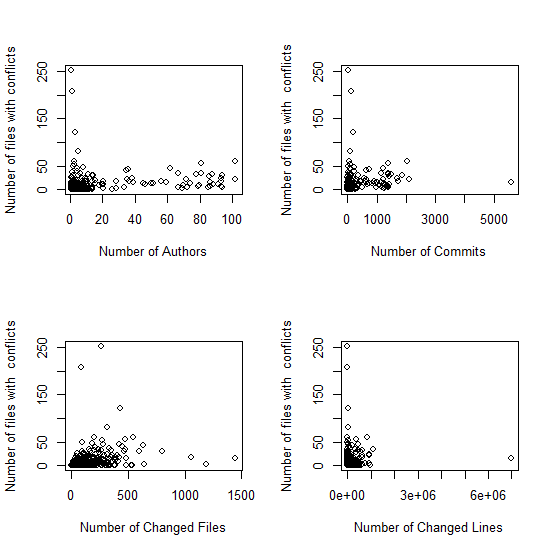 Number of files with  conflicts
250
150
50
0
0
20
40
60
80
100
Number of Authors
Number of files with  conflicts
250
150
50
0
0
1000
3000
5000
Number of Commits
Number of files with  conflicts
250
150
50
0
0
500
1000
1500
Number of Changed Files
Number of files with  conflicts
250
150
50
0
0e+00
3e+06
6e+06
Number of Changed Lines